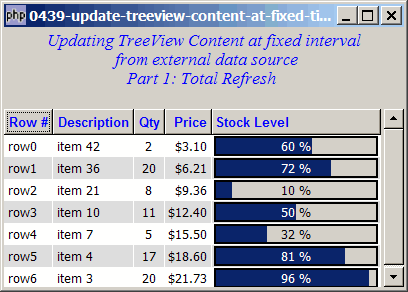 php 0439-update-treeview-content-at-fixed-ti...
Updating TreeView Content at fixed interval
from external data source
Part 1: Total Refresh
Row # Description Qty Price Stock Level
row0 item 42 2 $3.10 60 %
row1 item 36 20 $6.21 72 %
row2 item 21 8 $9.36 10 %
row3 item 10 11 $12.40 50 %
row4 item 7 5 $15.50 32 %
row5 item 4 17 $18.60 81 %
row6 item 3 20 $21.73 96 %